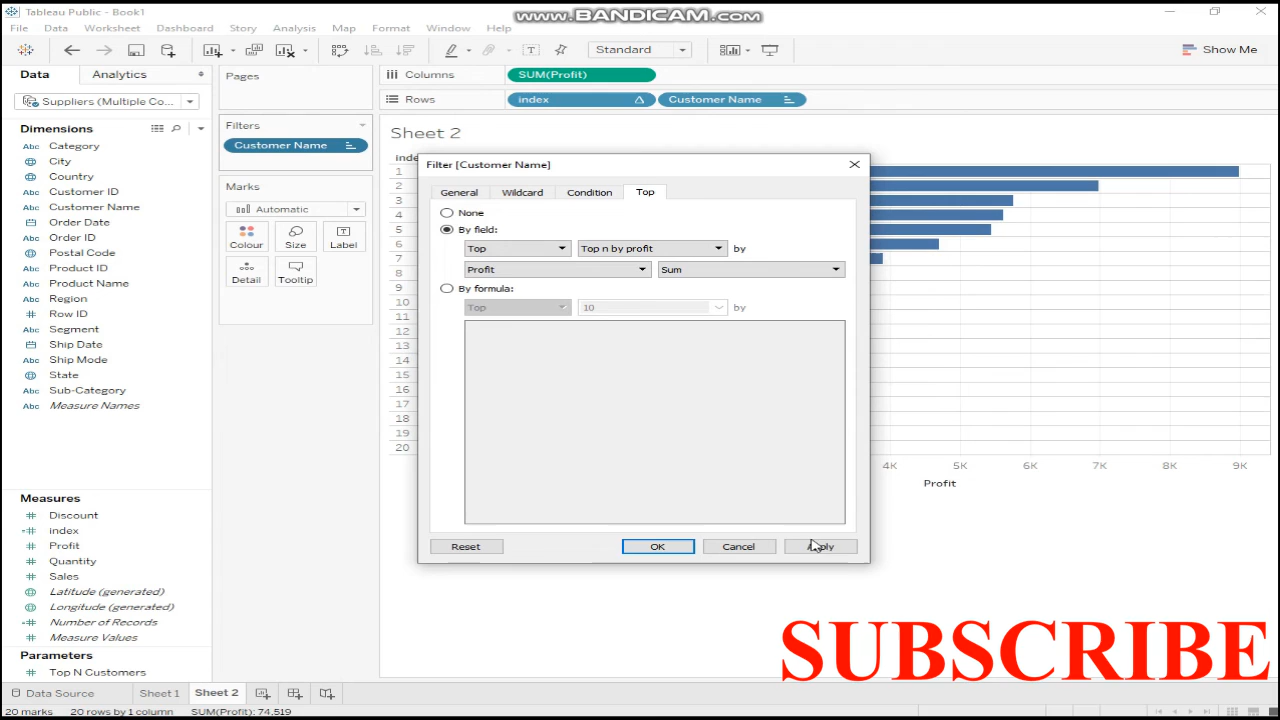 Tableau Public - Book1
www.BANDICAM.com
File Data Worksheet Dashboard Story Analysis Map Format Window Help
Standard
Show Me
Data Analytics
Pages
Columns
SUM(Profit)
Suppliers (Multiple Co...
Rows
index
Customer Name
Dimensions
Filters
Customer Name
Sheet 2
Category
City
Country
Customer ID
Customer Name
Order Date
Order ID
Postal Code
Product ID
Product Name
Region
Row ID
Segment
Ship Date
Ship Mode
State
Sub-Category
Measure Names
Marks
Automatic
Colour Size Label
Detail Tooltip
inde
1
2
3
4
5
6
7
8
9
10
11
12
13
14
15
16
17
18
19
20
Filter [Customer Name]
General Wildcard Condition Top
None
By field:
Top Top n by profit by
Profit Sum
By formula:
Top 10 by
Reset OK Cancel Apply
4K 5K 6K 7K 8K 9K
Profit
Measures
Discount
index
Profit
Quantity
Sales
Latitude (generated)
Longitude (generated)
Number of Records
Measure Values
Parameters
Top N Customers
SUBSCRIBE
Data Source Sheet 1 Sheet 2
20 marks 20 rows by 1 column SUM(Profit): 74,519